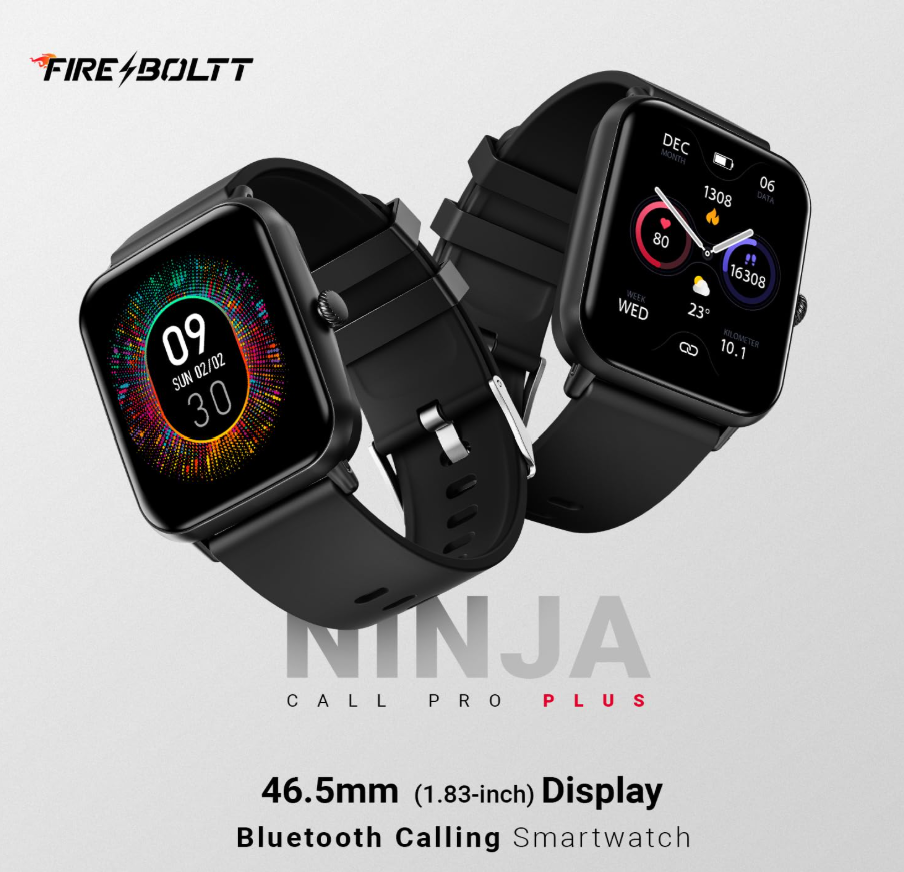 FIRE BOLTT
09
SUN 02/02
30
DEC
MONTH
06
DATA
1308
80
16308
WEEK
WED
23°
KILOMETER
10.1
NINJA
CALL PRO PLUS
46.5mm (1.83-inch) Display
Bluetooth Calling Smartwatch